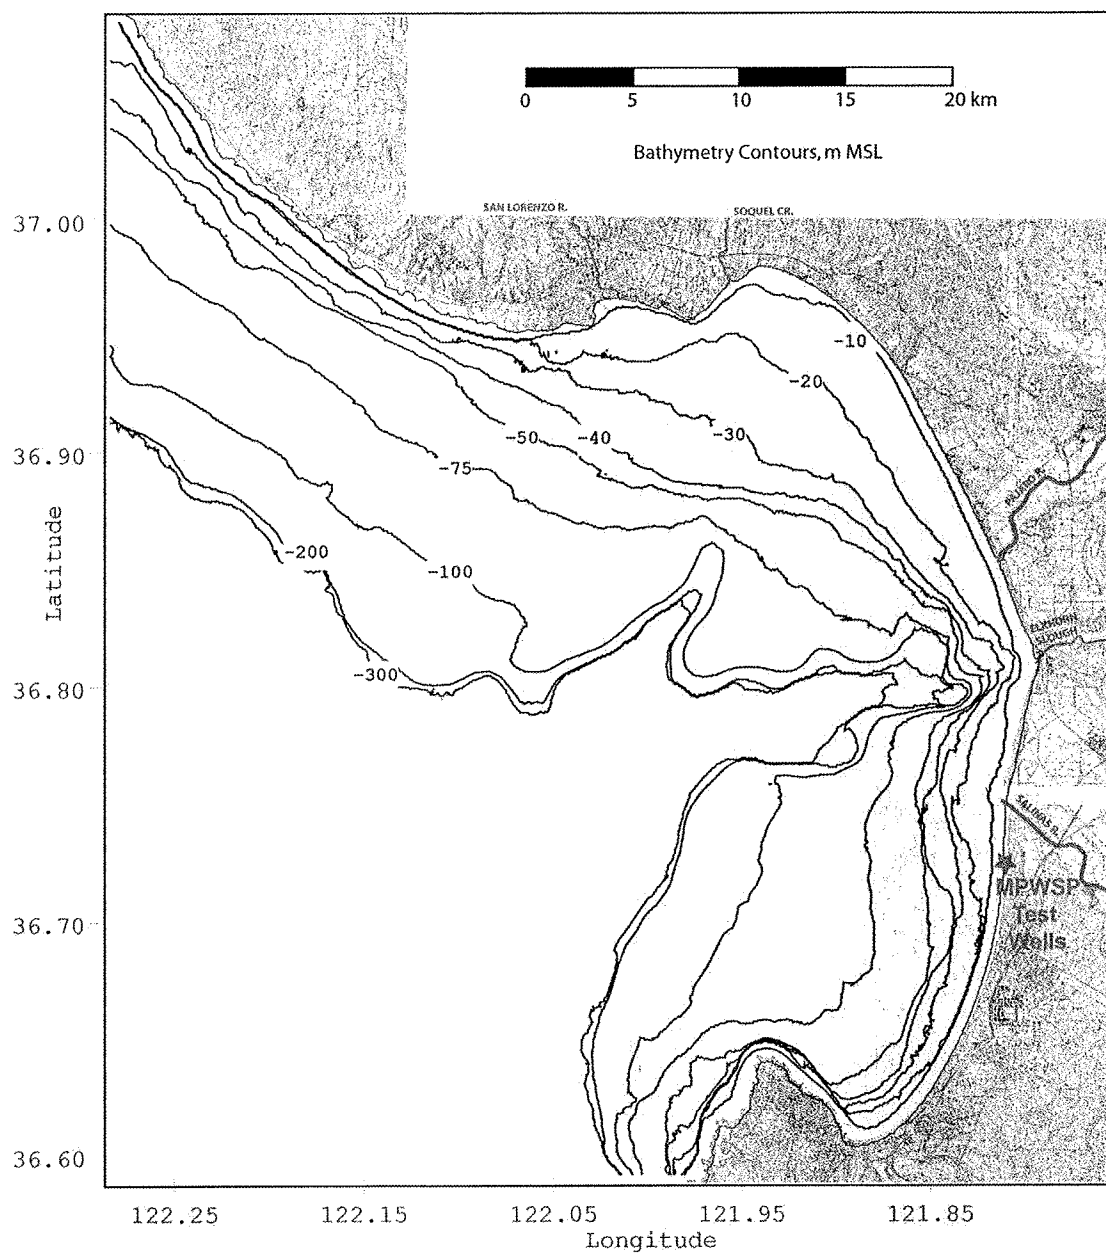 0 5 10 15 20 km
Bathymetry Contours, m MSL
SAN LORENZO R.
SOQUEL CR.
37.00
-10
-20
-30
-40
-50
-75
36.90
PAJARO R.
-200
-100
Latitude
ELKHORN
SLOUGH
-300
36.80
SALINAS R.
MPWSP
Test
Wells
36.70
36.60
122.25 122.15 122.05 121.95 121.85
Longitude